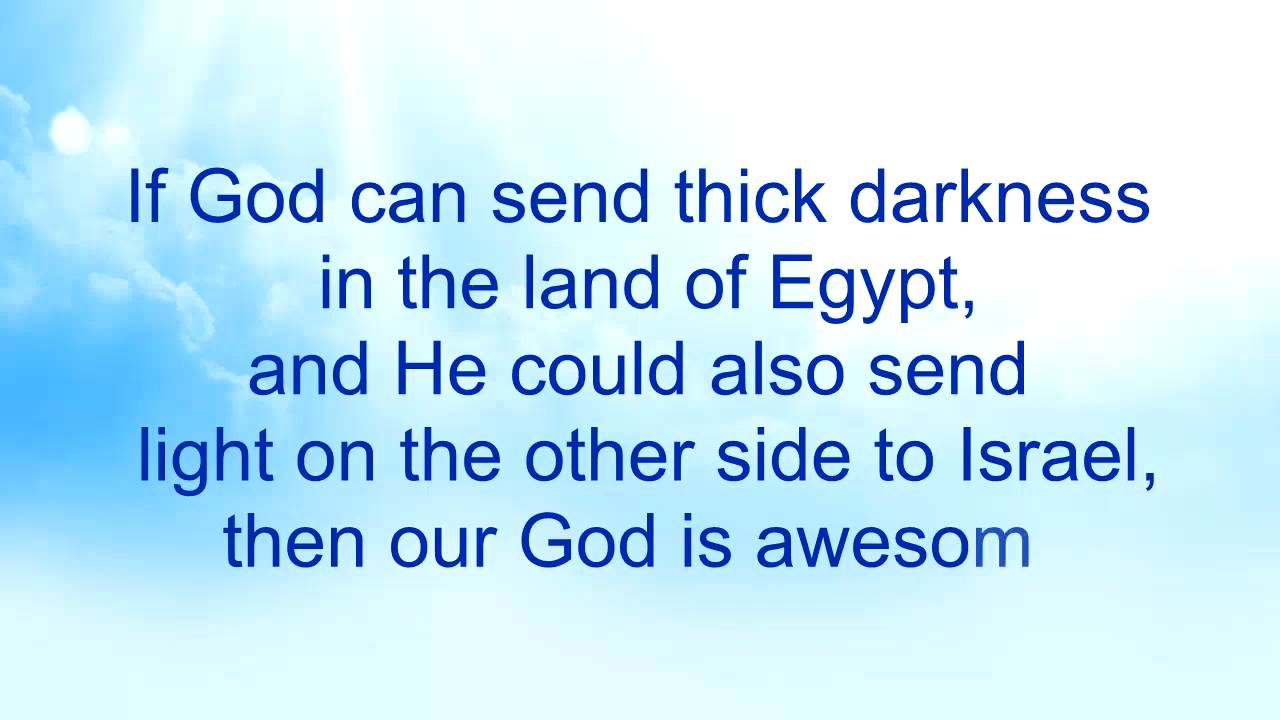 If God can send thick darkness
in the land of Egypt,
and He could also send
light on the other side to Israel,
then our God is awesom